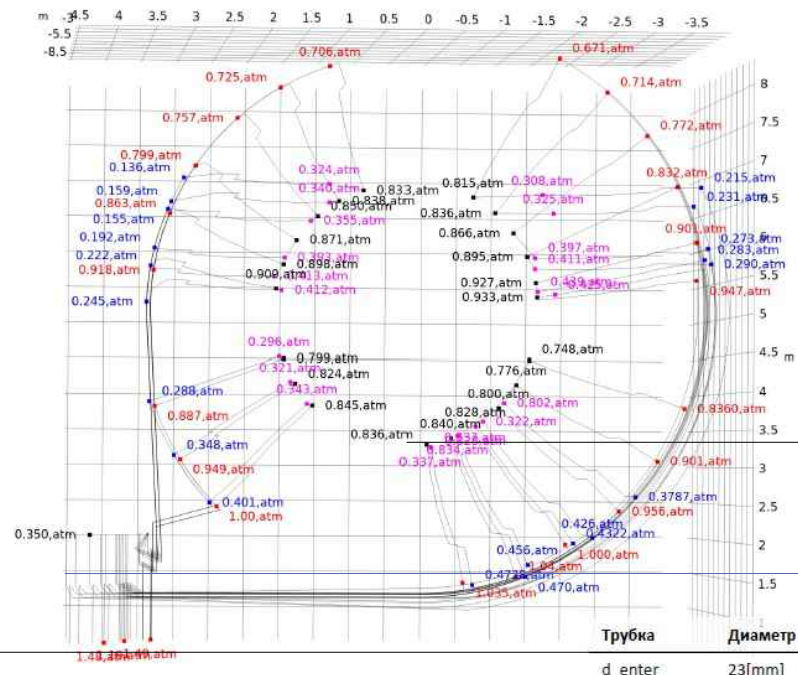 m 4.5 4 3.5 3 2.5 2 1.5 m 1 0.5 0 -0.5 -1 -1.5 -2 -2.5 -3 -3.5
-5.5
-8.5
0.706,atm
0.671,atm
0.725,atm
0.714,atm
8
0.757,atm
0.772,atm
7.5
0.799,atm
0.136,atm
0.324,atm
0.832,atm
0.215,atm
7
0.159,atm
0.340,atm
0.833,atm
0.815,atm
0.308,atm
0.231,atm
6.5
0.863,atm
0.838,atm
0.850,atm
0.325,atm
0.155,atm
0.355,atm
0.836,atm
0.192,atm
0.871,atm
0.866,atm
0.901,atm
0.273,atm
0.222,atm
0.397,atm
0.283,atm
0.918,atm
0.898,atm
0.895,atm
0.411,atm
0.290,atm
5.5
0.909,atm
0.927,atm
0.947,atm
0.245,atm
0.412,atm
0.933,atm
5
0.296,atm
0.748,atm
4.5
m
0.799,atm
0.321,atm
0.824,atm
0.776,atm
0.288,atm
0.343,atm
0.800,atm
0.802,atm
4
0.887,atm
0.845,atm
0.828,atm
0.322,atm
0.8360,atm
0.836,atm
0.840,atm
3.5
0.348,atm
0.834,atm
0.949,atm
0.337,atm
0.901,atm
3
0.401,atm
0.3787,atm
2.5
1.00,atm
0.956,atm
0.350,atm
0.426,atm
0.4322,atm
0.456,atm
1.000,atm
2
1.04,atm
0.470,atm
1.5
1.035,atm
Трубка Диаметр
d_enter 23[mm]